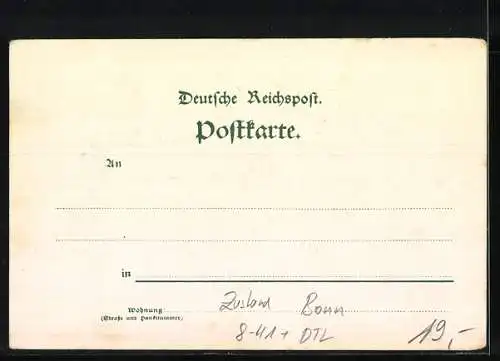 Deutsche Reichspost.
Postkarte.
An
in
Wohnung
(Straße und Hausnummer)
Zustand Bonn
8-41+ DTL
19,-